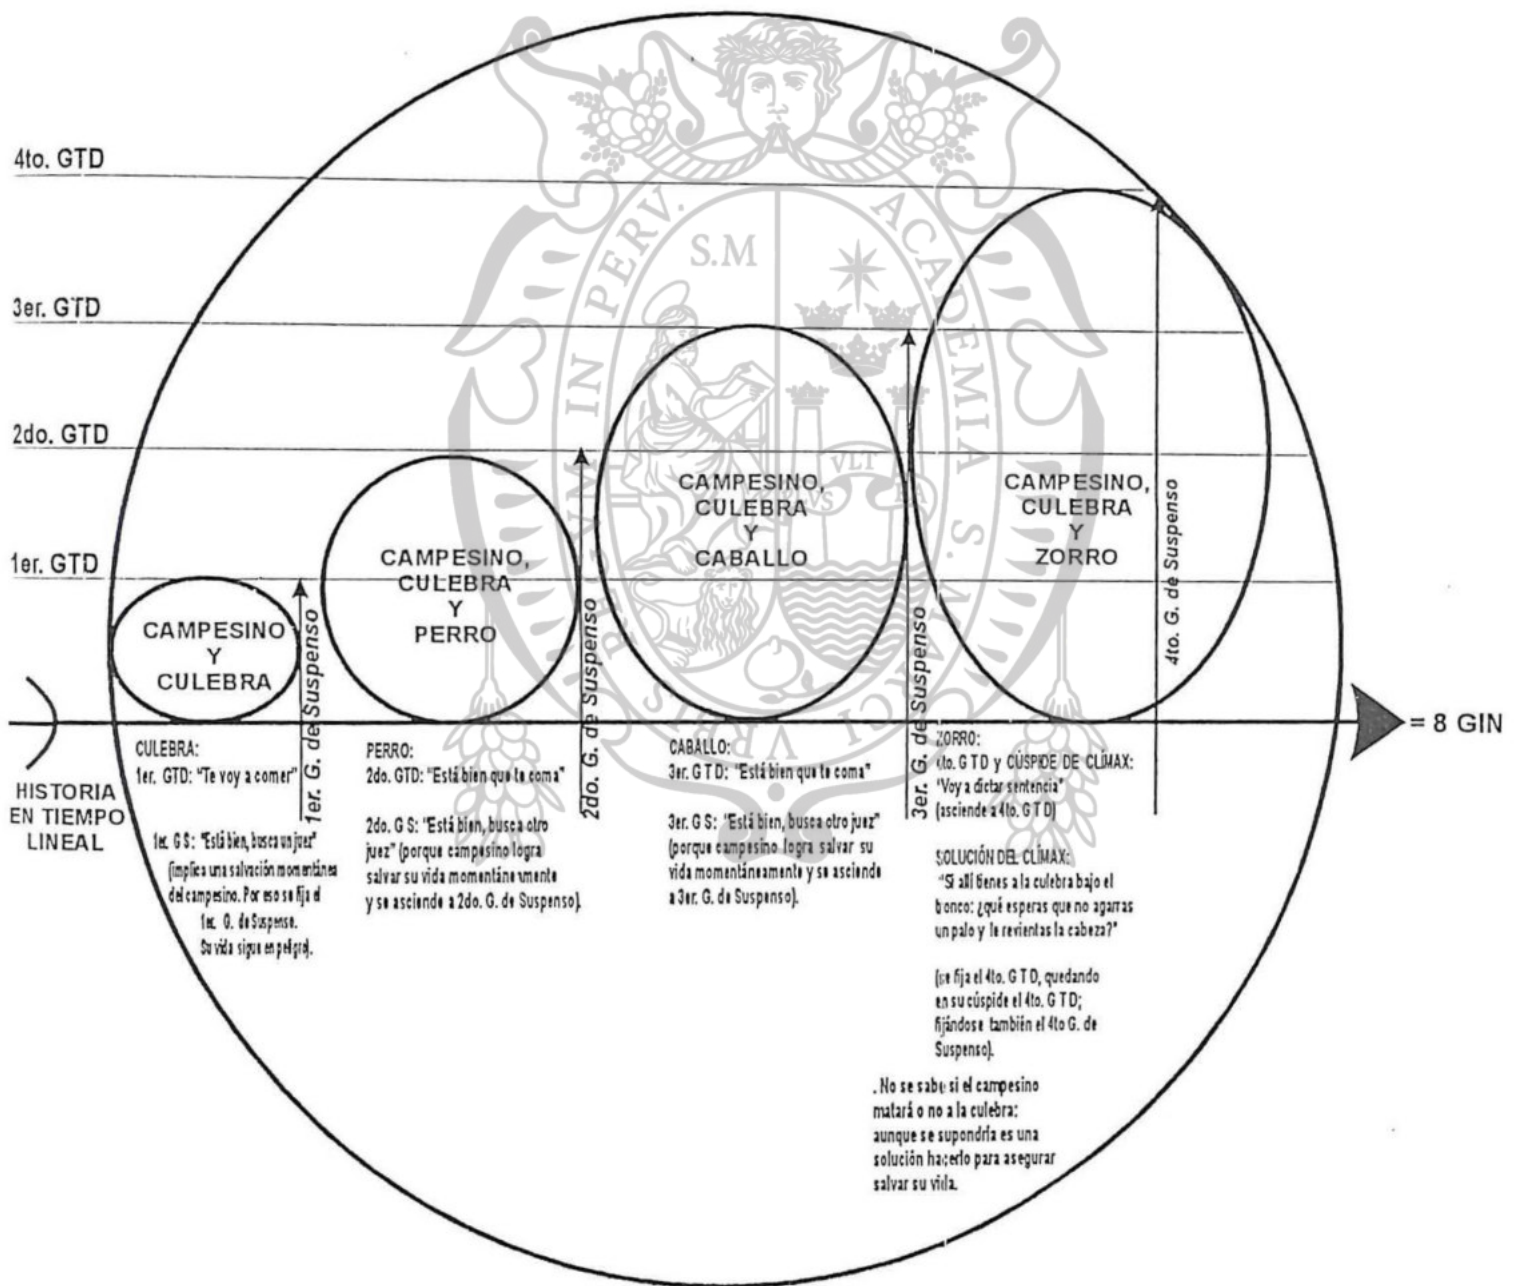 4to. GTD
3er. GTD
2do. GTD
1er. GTD
IN PERV.
ACADEMIA S. M
S.M
VLT
CAMPESINO
Y
CULEBRA
CAMPESINO,
CULEBRA
Y
PERRO
CAMPESINO,
CULEBRA
Y
CABALLO
CAMPESINO,
CULEBRA
Y
ZORRO
1er. G. de Suspenso
2do. G. de Suspenso
3er. G. de Suspenso
4to. G. de Suspenso
= 8 GIN
HISTORIA
EN TIEMPO
LINEAL
CULEBRA:
1er. GTD: "Te voy a comer"
1er. G S: "Está bien, busca un juez"
(implica una salvación momentánea
del campesino. Por eso se fija el
1er. G. de Suspenso.
Su vida sigue en peligro).
PERRO:
2do. GTD: "Está bien que te coma"
2do. G S: "Está bien, busca otro
juez" (porque campesino logra
salvar su vida momentáneamente
y se asciende a 2do. G. de Suspenso).
CABALLO:
3er. G T D: "Está bien que te coma"
3er. G S: "Está bien, busca otro juez"
(porque campesino logra salvar su
vida momentáneamente y se asciende
a 3er. G. de Suspenso).
ZORRO:
4to. G T D y CÚSPIDE DE CLÍMAX:
"Voy a dictar sentencia"
(asciende a 4to. G T D)
SOLUCIÓN DEL CLÍMAX:
"Si allí tienes a la culebra bajo el
bonco: ¿qué esperas que no agarras
un palo y le revientas la cabeza?"
(se fija el 4to. G T D, quedando
en su cúspide el 4to. G T D;
fijándose también el 4to G. de
Suspenso).
. No se sabe si el campesino
matará o no a la culebra:
aunque se supondría es una
solución hacerlo para asegurar
salvar su vida.